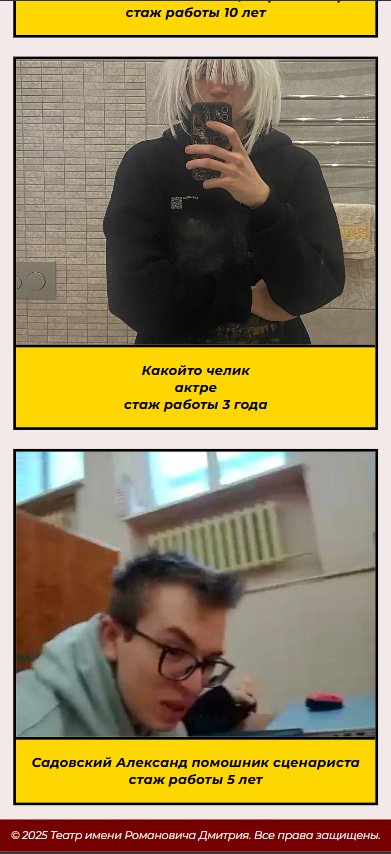 стаж работы 10 лет
Какойто челик
актре
стаж работы 3 года
Садовский Александ помошник сценариста
стаж работы 5 лет
© 2025 Театр имени Романовича Дмитрия. Все права защищены.